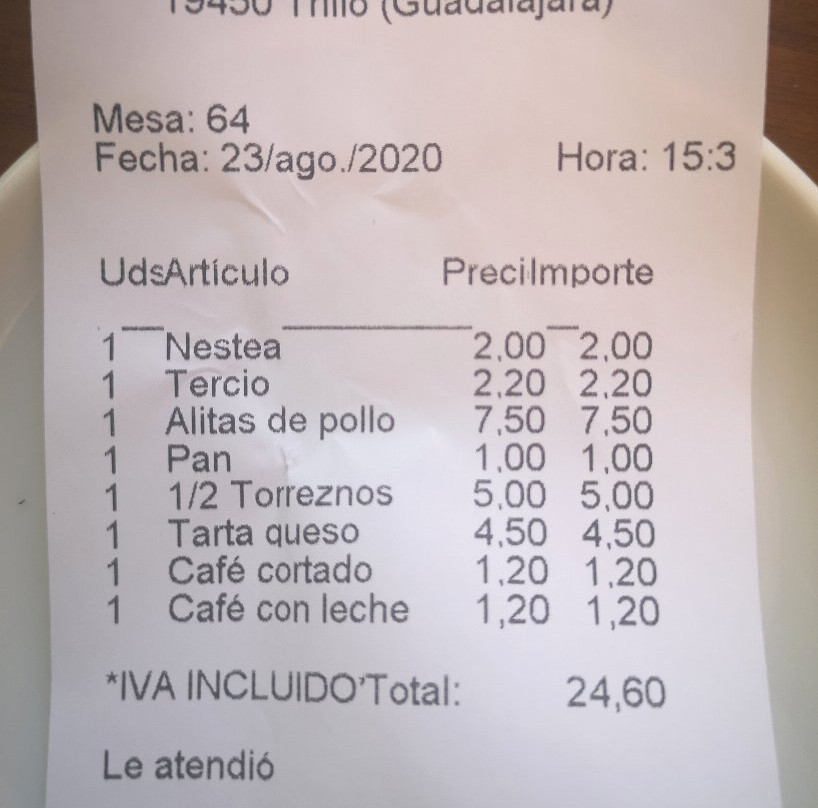 19450 Trillo (Guadalajara)
Mesa: 64
Fecha: 23/ago./2020 Hora: 15:3
UdsArtículo PreciImporte
1 Nestea 2,00 2,00
1 Tercio 2,20 2,20
1 Alitas de pollo 7,50 7,50
1 Pan 1,00 1,00
1 1/2 Torreznos 5,00 5,00
1 Tarta queso 4,50 4,50
1 Café cortado 1,20 1,20
1 Café con leche 1,20 1,20
*IVA INCLUIDO'Total: 24,60
Le atendió